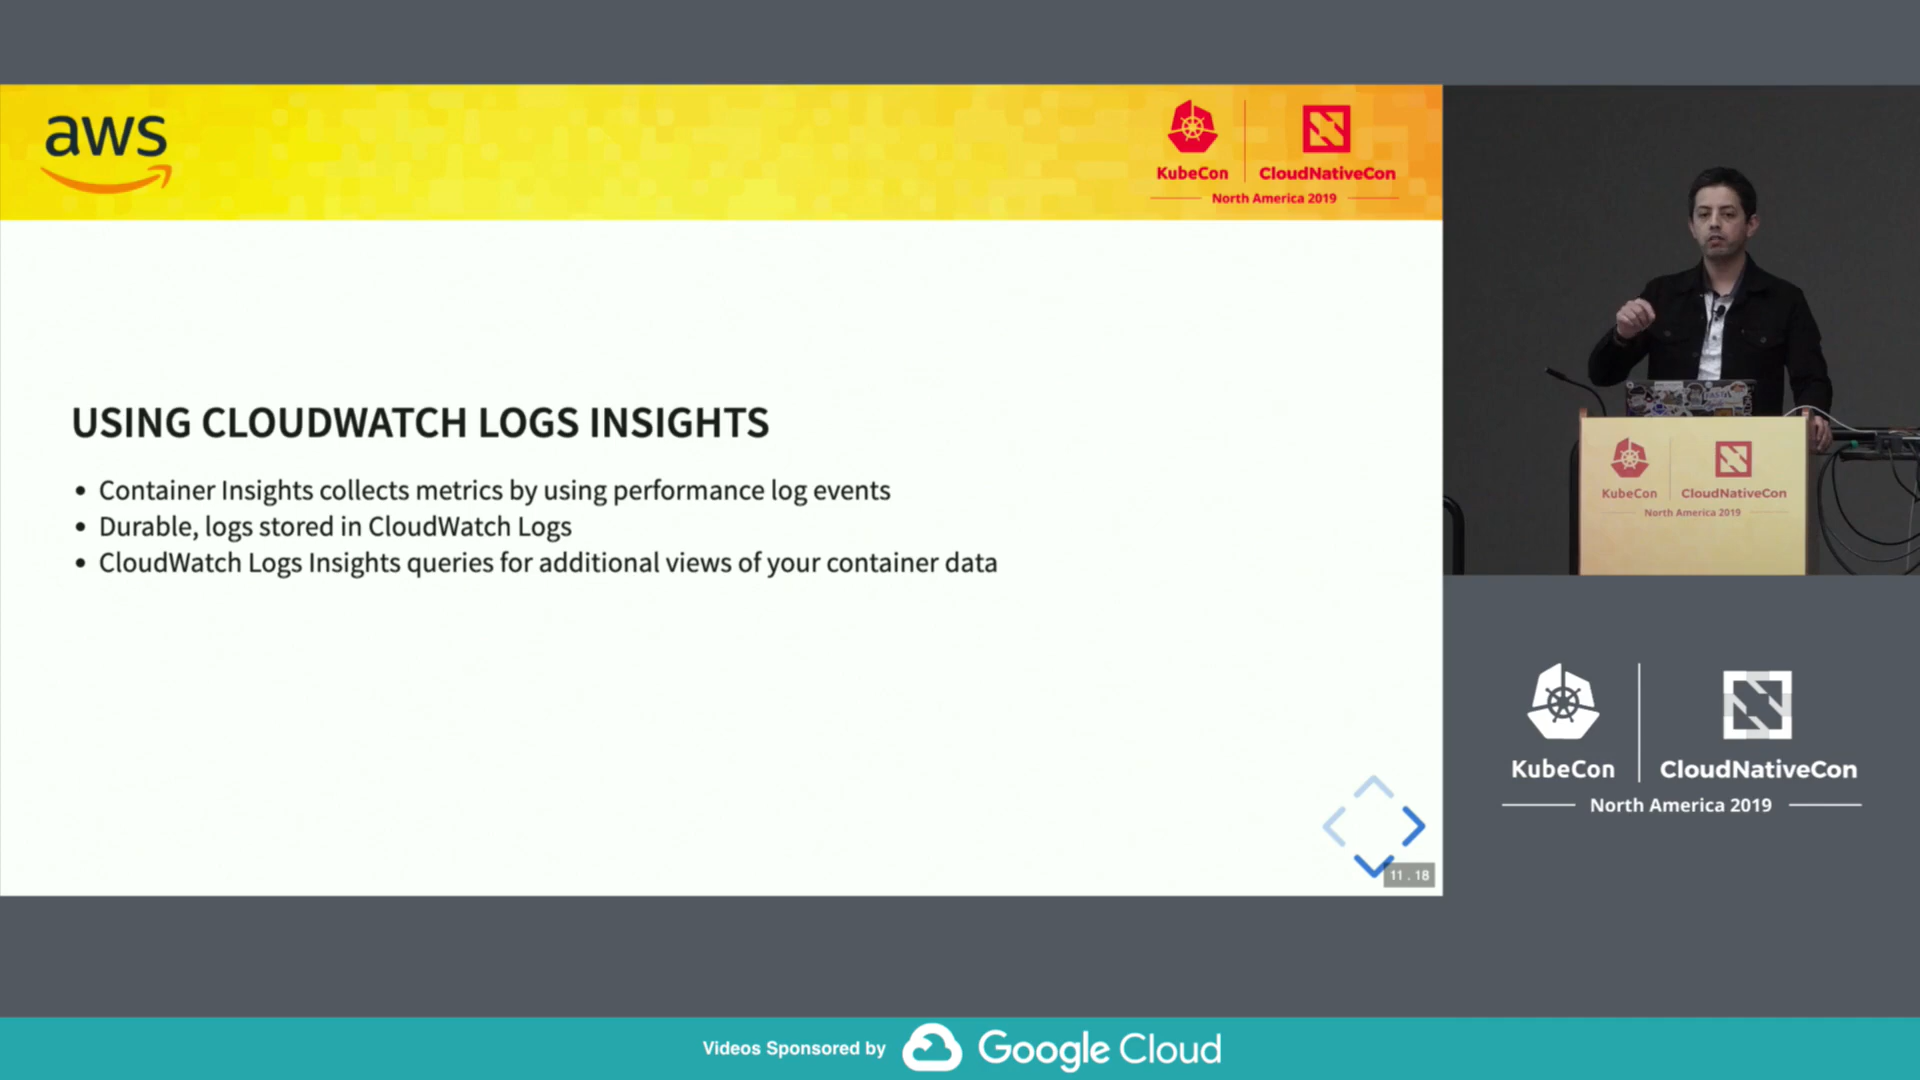 aws
KubeCon
CloudNativeCon
North America 2019
USING CLOUDWATCH LOGS INSIGHTS
• Container Insights collects metrics by using performance log events
• Durable, logs stored in CloudWatch Logs
• CloudWatch Logs Insights queries for additional views of your container data
11.18
KubeCon
CloudNativeCon
North America 2019
KubeCon
CloudNativeCon
North America 2019
Videos Sponsored by
Google Cloud